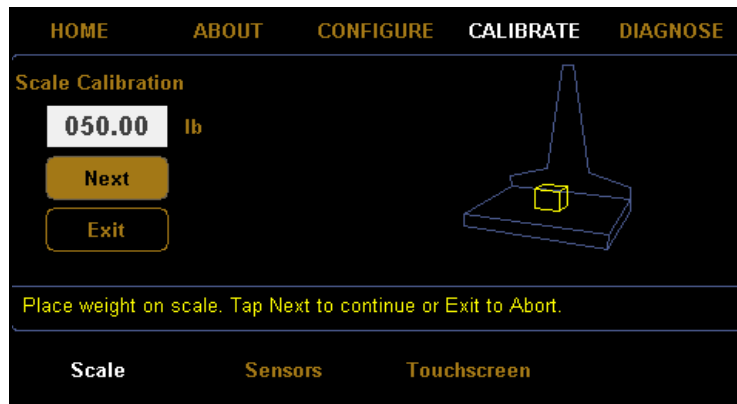 HOME ABOUT CONFIGURE CALIBRATE DIAGNOSE
Scale Calibration
050.00 lb
Next
Exit
Place weight on scale. Tap Next to continue or Exit to Abort.
Scale Sensors Touchscreen